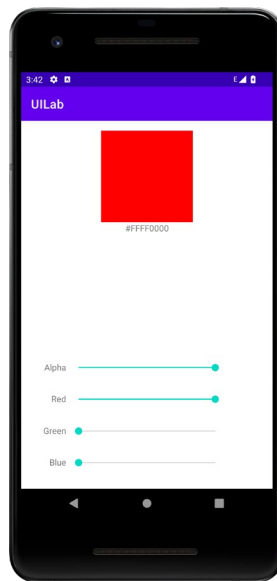 3:42
E
UILab
#FFFF0000
Alpha
Red
Green
Blue